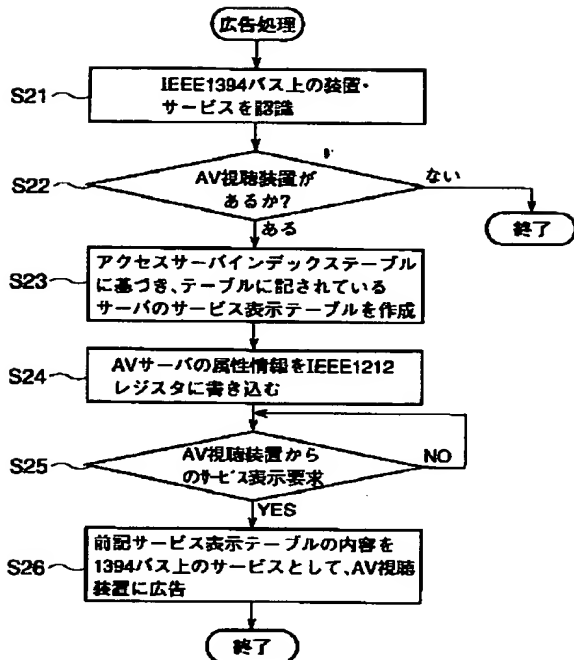 広告処理
S21
IEEE1394バス上の装置・
サービスを認識
S22
AV視聴装置が
あるか?
ない
終了
ある
S23
アクセスサーバインデックステーブル
に基づき、テーブルに記されている
サーバのサービス表示テーブルを作成
S24
AVサーバの属性情報をIEEE1212
レジスタに書き込む
S25
AV視聴装置から
のサービス表示要求
NO
YES
S26
前記サービス表示テーブルの内容を
1394バス上のサービスとして、AV視聴
装置に広告
終了